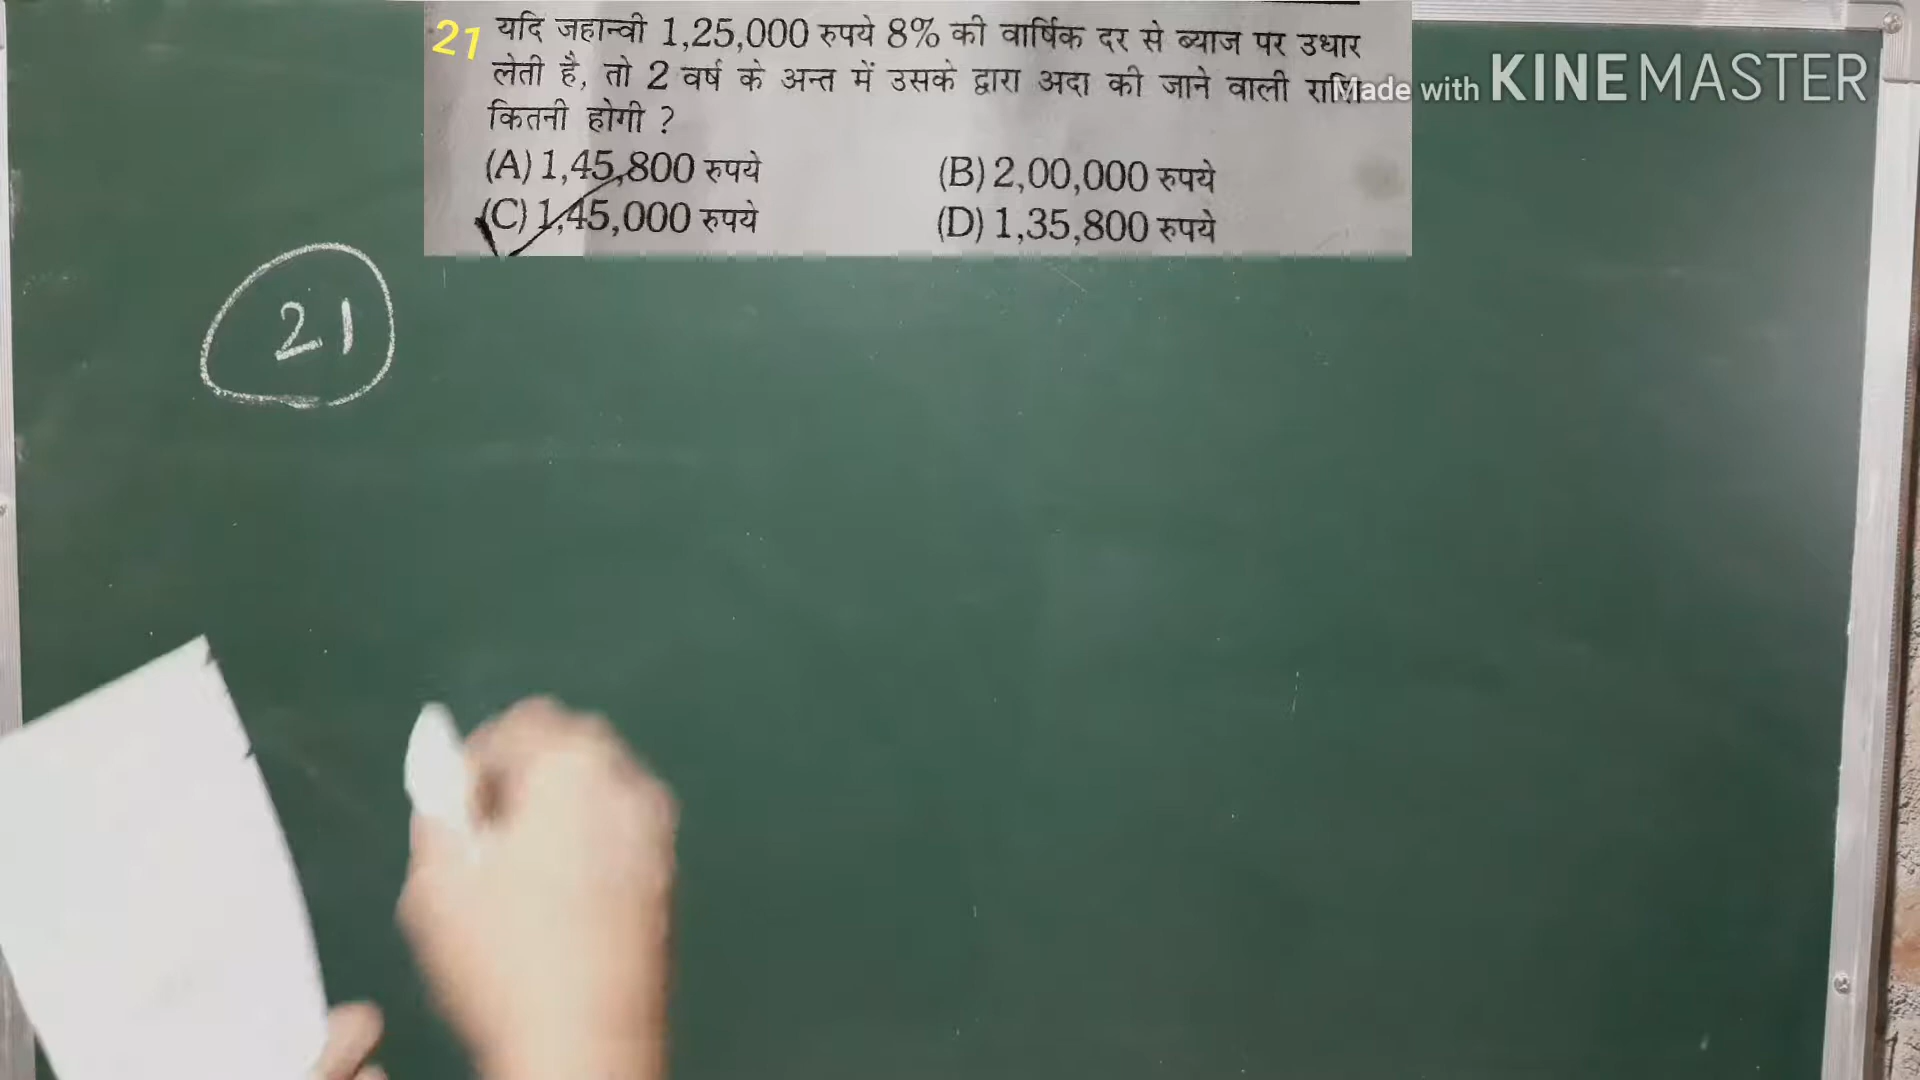 21 यदि जहान्वी 1,25,000 रुपये 8% की वार्षिक दर से ब्याज पर उधार
लेती है, तो 2 वर्ष के अन्त में उसके द्वारा अदा की जाने वाली राशि
कितनी होगी ?
(A) 1,45,800 रुपये (B) 2,00,000 रुपये
(C) 1,45,000 रुपये (D) 1,35,800 रुपये
Made with KINEMASTER
21